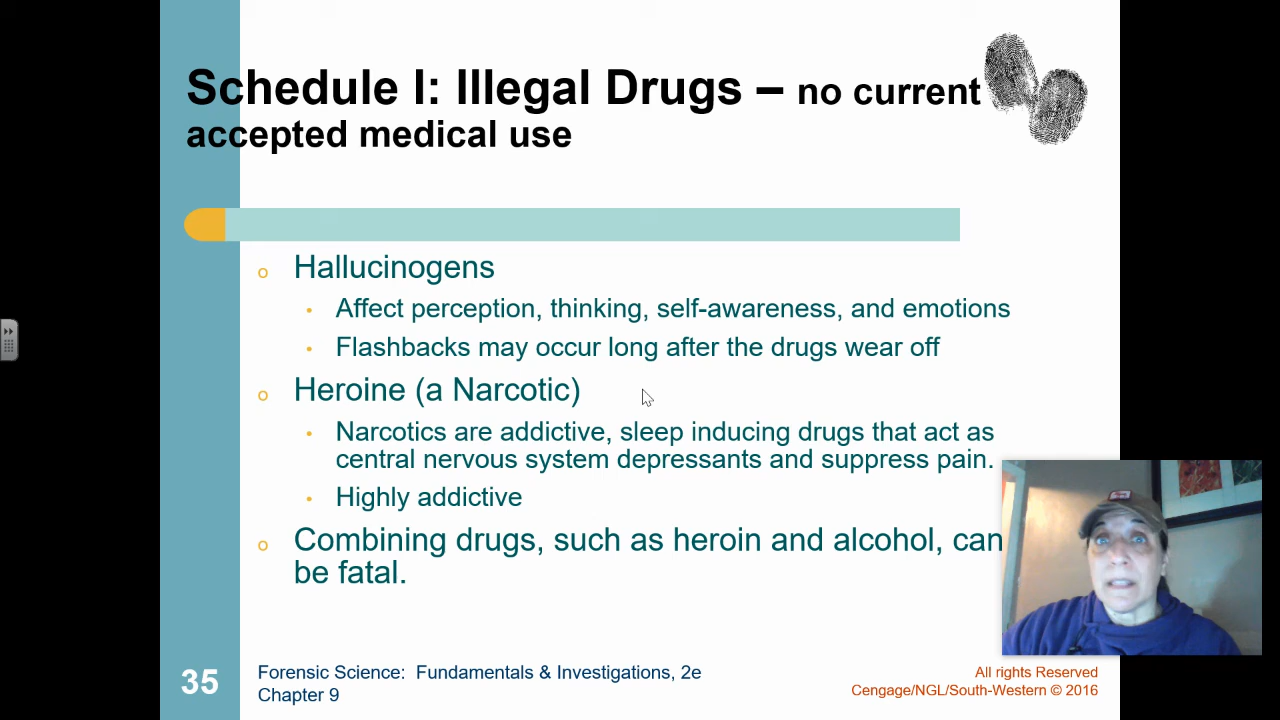 Schedule I: Illegal Drugs – no current
accepted medical use
o Hallucinogens
• Affect perception, thinking, self-awareness, and emotions
• Flashbacks may occur long after the drugs wear off
o Heroine (a Narcotic)
• Narcotics are addictive, sleep inducing drugs that act as
central nervous system depressants and suppress pain.
• Highly addictive
o Combining drugs, such as heroin and alcohol, can
be fatal.
35
Forensic Science: Fundamentals & Investigations, 2e
Chapter 9
All rights Reserved
Cengage/NGL/South-Western © 2016